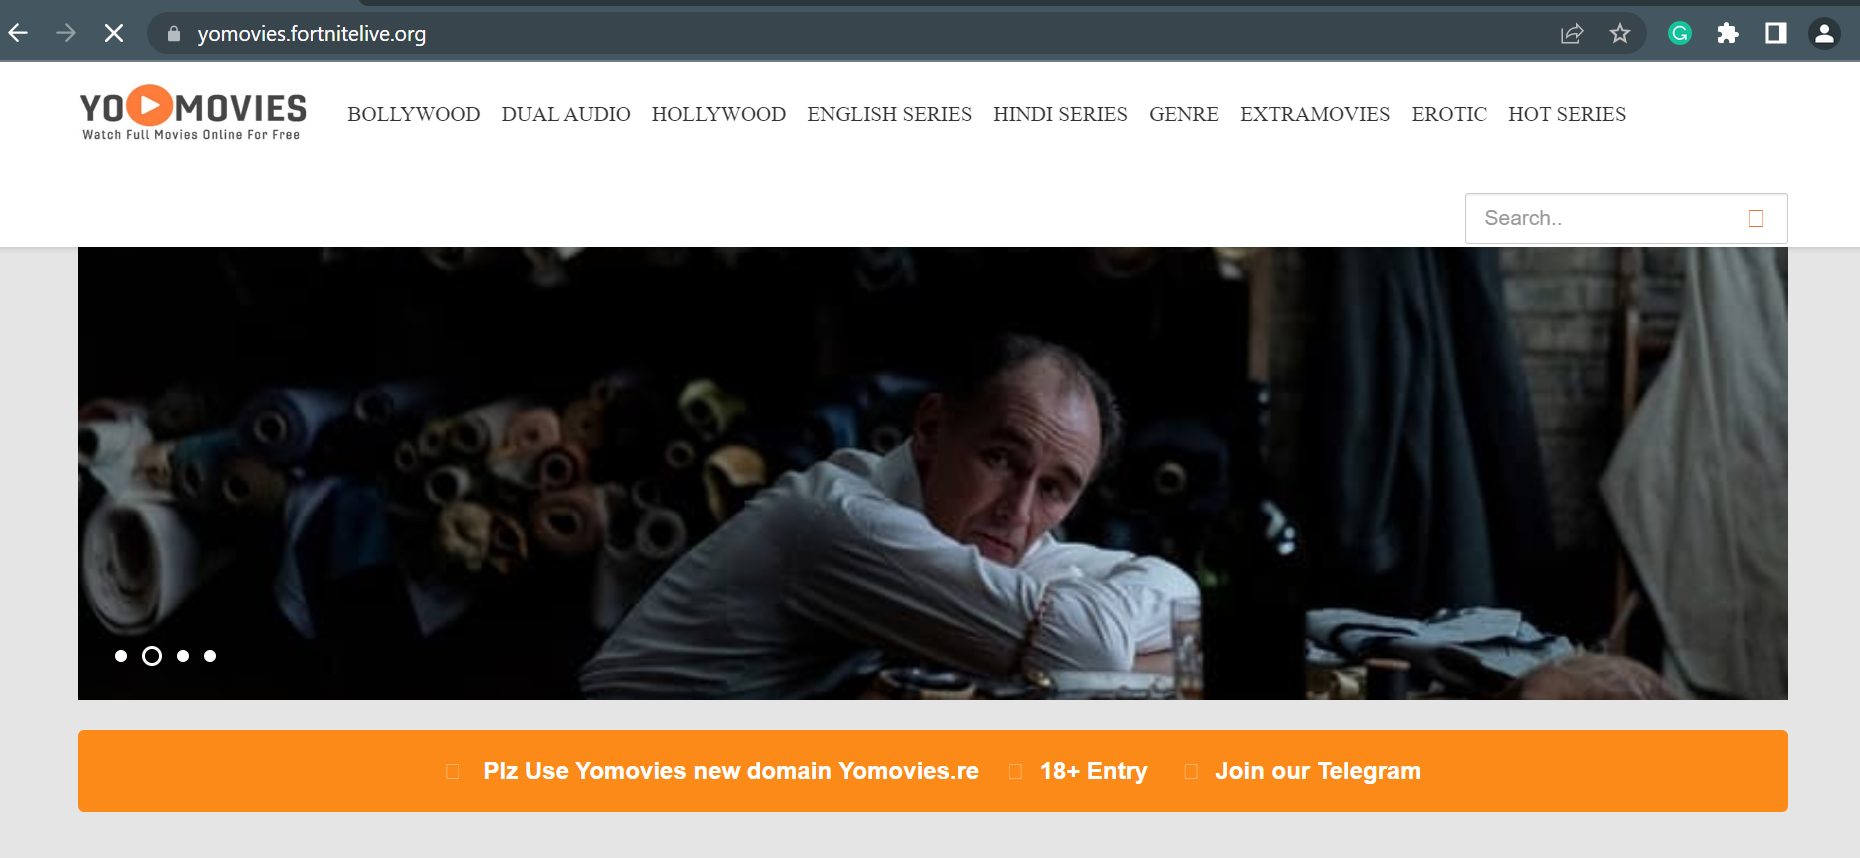 yomovies.fortnitelive.org
YOMOVIES
Watch Full Movies Online For Free
BOLLYWOOD DUAL AUDIO HOLLYWOOD ENGLISH SERIES HINDI SERIES GENRE EXTRAMOVIES EROTIC HOT SERIES
Search..
Plz Use Yomovies new domain Yomovies.re 18+ Entry Join our Telegram